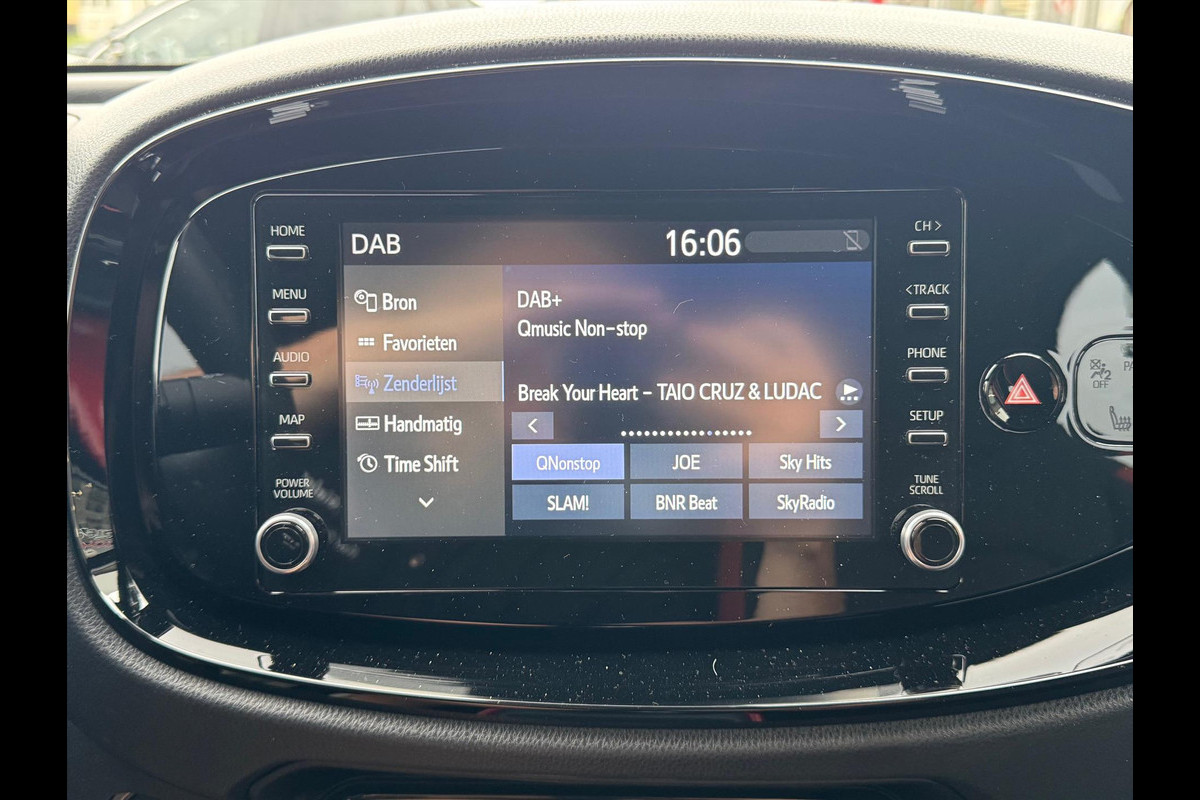 HOME
MENU
AUDIO
MAP
POWER
VOLUME
DAB
16:06
Bron
Favorieten
Zenderlijst
Handmatig
Time Shift
DAB+
Qmusic Non-stop
Break Your Heart - TAIO CRUZ & LUDAC
< >
QNonstop JOE Sky Hits
SLAM! BNR Beat SkyRadio
CH >
< TRACK
PHONE
SETUP
TUNE
SCROLL
2
OFF
PA